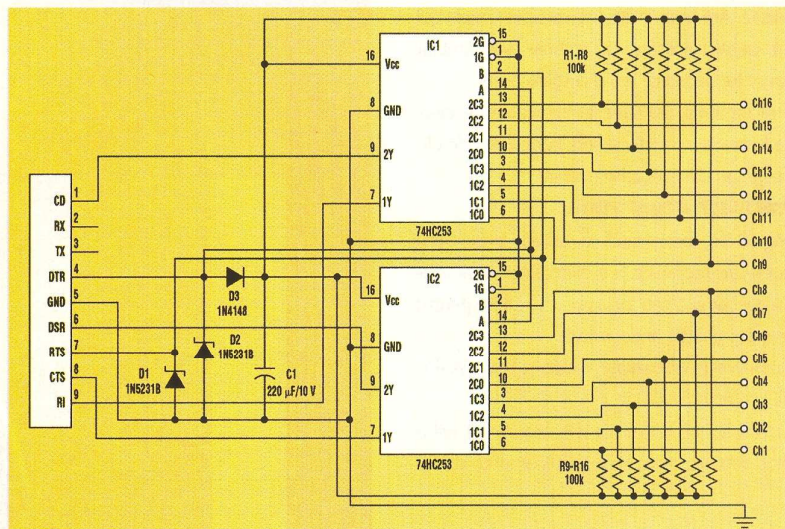 IC1
16
Vcc
8
GND
9
2Y
7
1Y
2G
15
1G
1
B
2
A
14
2C3
13
2C2
12
2C1
11
2C0
10
1C3
3
1C2
4
1C1
5
1C0
6
74HC253
R1-R8
100k
Ch16
Ch15
Ch14
Ch13
Ch12
Ch11
Ch10
Ch9
CD
1
RX
2
TX
3
DTR
4
GND
5
DSR
6
RTS
7
CTS
8
RI
9
D3
1N4148
D2
1N5231B
D1
1N5231B
C1
220 µF/10 V
IC2
16
Vcc
8
GND
9
2Y
7
1Y
2G
15
1G
1
B
2
A
14
2C3
13
2C2
12
2C1
11
2C0
10
1C3
3
1C2
4
1C1
5
1C0
6
74HC253
Ch8
Ch7
Ch6
Ch5
Ch4
Ch3
Ch2
Ch1
R9-R16
100k